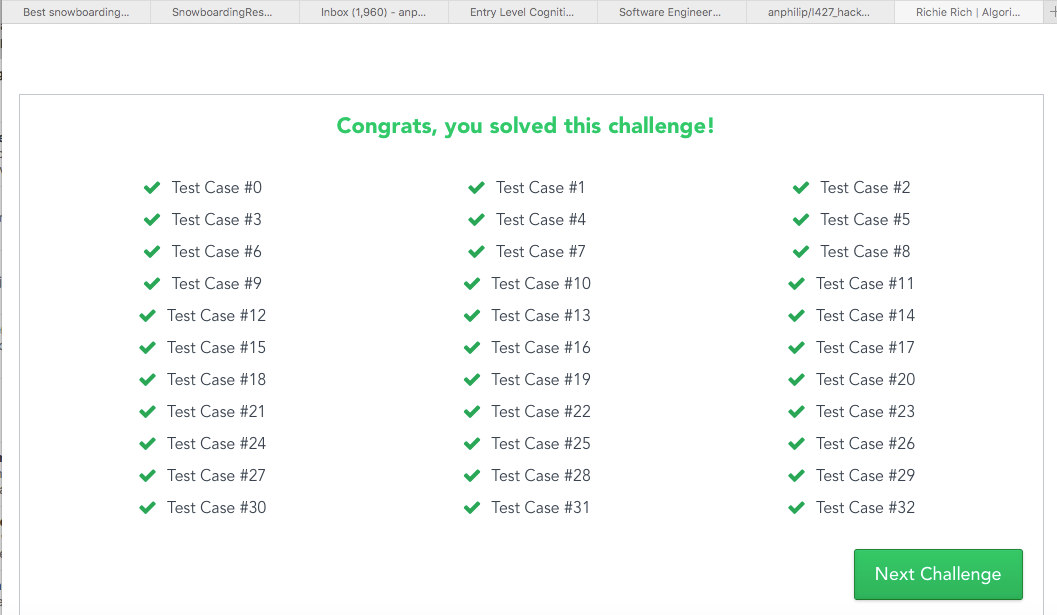 Best snowboarding... SnowboardingRes... Inbox (1,960) - anp... Entry Level Cogniti... Software Engineer... anphilip/I427_hack... Richie Rich | Algori...
Congrats, you solved this challenge!
Test Case #0 Test Case #1 Test Case #2
Test Case #3 Test Case #4 Test Case #5
Test Case #6 Test Case #7 Test Case #8
Test Case #9 Test Case #10 Test Case #11
Test Case #12 Test Case #13 Test Case #14
Test Case #15 Test Case #16 Test Case #17
Test Case #18 Test Case #19 Test Case #20
Test Case #21 Test Case #22 Test Case #23
Test Case #24 Test Case #25 Test Case #26
Test Case #27 Test Case #28 Test Case #29
Test Case #30 Test Case #31 Test Case #32
Next Challenge